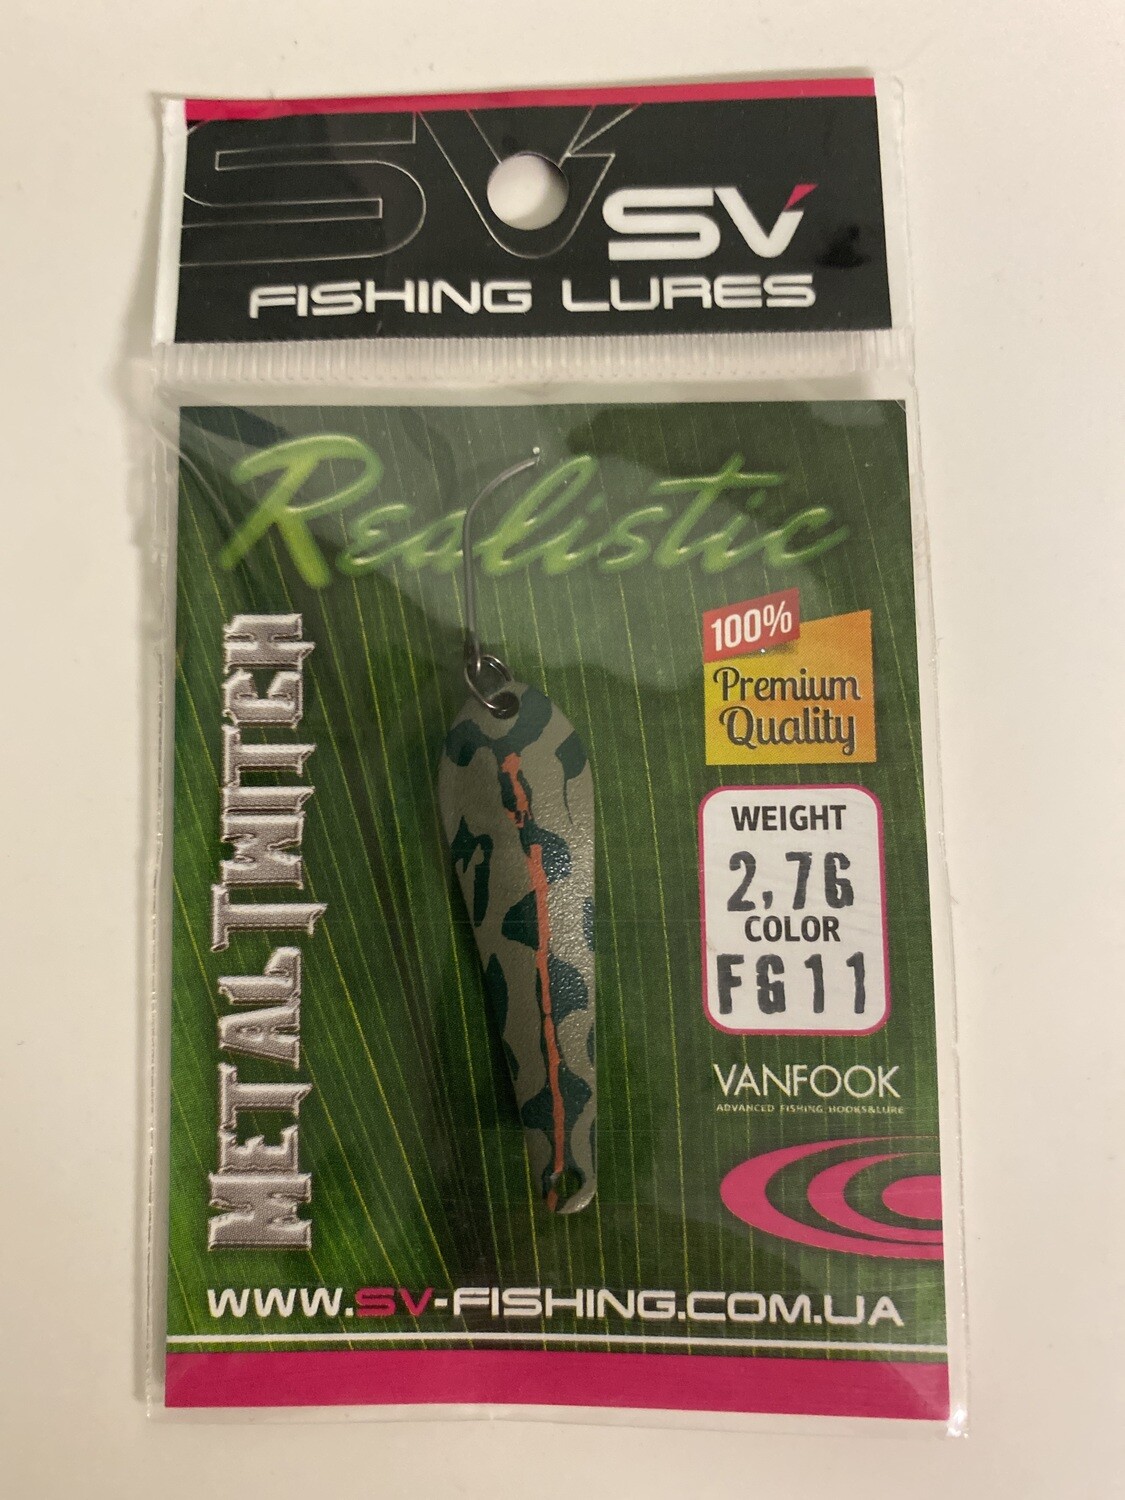 SV
SV
FISHING LURES
Realistic
METAL TWITCH
100%
Premium
Quality
WEIGHT
2,7G
COLOR
FG11
VANFOOK
ADVANCED FISHING HOOKS&LURE
WWW.SV-FISHING.COM.UA